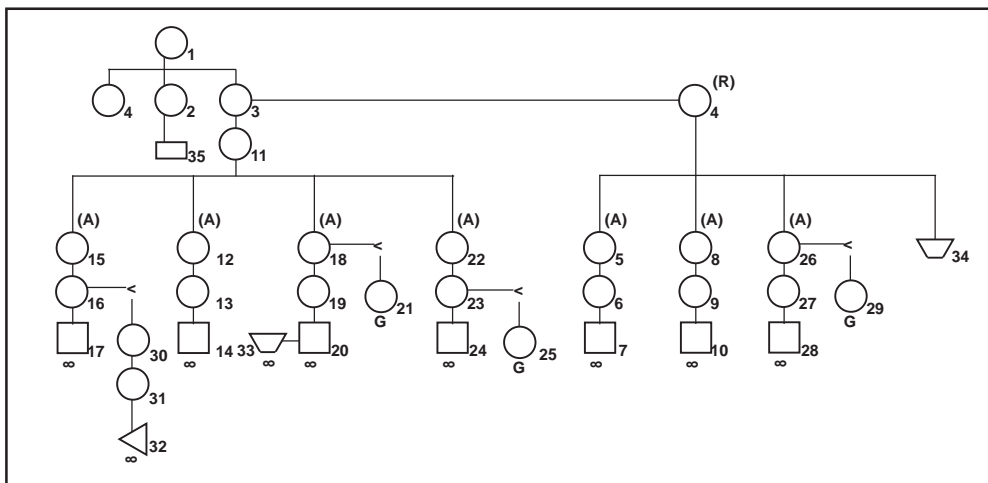 1
(R)
4 2 3 4
35 11
(A) (A) (A) (A) (A) (A) (A)
15 12 18 < 22 5 8 26 < 34
16 < 13 19 21 23 < 6 9 27 29
G G
17 30 14 33 20 24 25 7 10 28
∞ ∞ ∞ ∞ ∞ G ∞ ∞ ∞
31
32
∞